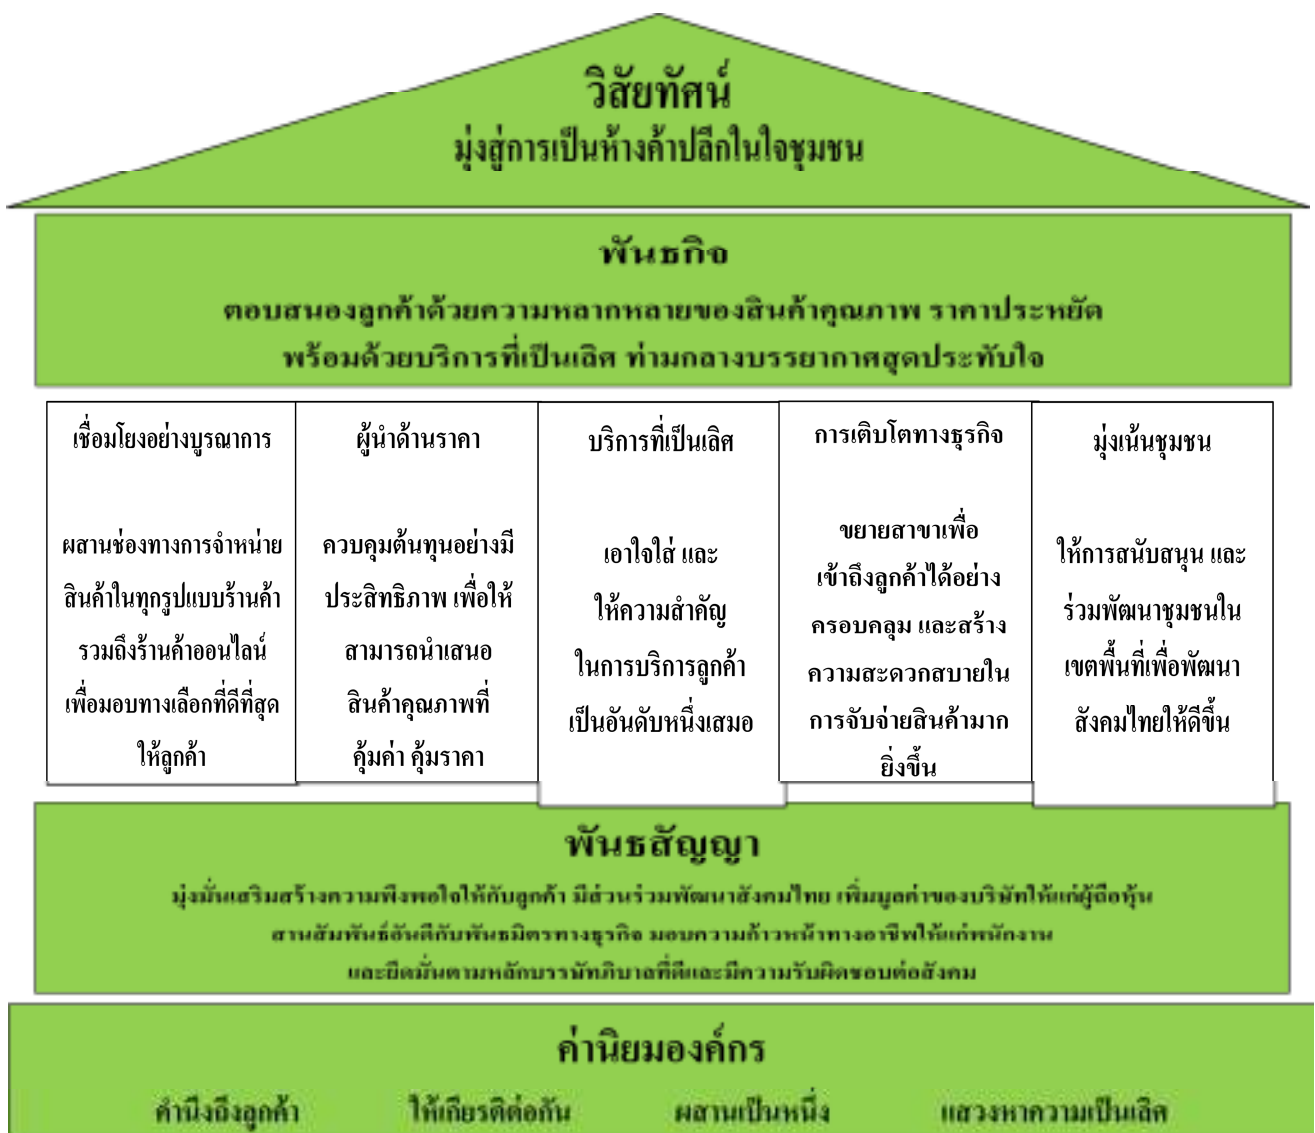 วิสัยทัศน์
มุ่งสู่การเป็นห้างค้าปลีกในใจชุมชน
พันธกิจ
ตอบสนองลูกค้าด้วยความหลากหลายของสินค้าคุณภาพ ราคาประหยัด
พร้อมด้วยบริการที่เป็นเลิศ ท่ามกลางบรรยากาศสุดประทับใจ
เชื่อมโยงอย่างบูรณาการ
ผสานช่องทางการจำหน่าย
สินค้าในทุกรูปแบบร้านค้า
รวมถึงร้านค้าออนไลน์
เพื่อมอบทางเลือกที่ดีที่สุด
ให้ลูกค้า
ผู้นำด้านราคา
ควบคุมต้นทุนอย่างมี
ประสิทธิภาพ เพื่อให้
สามารถนำเสนอ
สินค้าคุณภาพที่
คุ้มค่า คุ้มราคา
บริการที่เป็นเลิศ
เอาใจใส่ และ
ให้ความสำคัญ
ในการบริการลูกค้า
เป็นอันดับหนึ่งเสมอ
การเติบโตทางธุรกิจ
ขยายสาขาเพื่อ
เข้าถึงลูกค้าได้อย่าง
ครอบคลุม และสร้าง
ความสะดวกสบายใน
การจับจ่ายสินค้ามาก
ยิ่งขึ้น
มุ่งเน้นชุมชน
ให้การสนับสนุน และ
ร่วมพัฒนาชุมชนใน
เขตพื้นที่เพื่อพัฒนา
สังคมไทยให้ดีขึ้น
พันธสัญญา
มุ่งมั่นเสริมสร้างความพึงพอใจให้กับลูกค้า มีส่วนร่วมพัฒนาสังคมไทย เพิ่มมูลค่าของบริษัทให้แก่ผู้ถือหุ้น
สานสัมพันธ์อันดีกับพันธมิตรทางธุรกิจ มอบความก้าวหน้าทางอาชีพให้แก่พนักงาน
และยึดมั่นตามหลักบรรษัทภิบาลที่ดีและมีความรับผิดชอบต่อสังคม
ค่านิยมองค์กร
คำนึงถึงลูกค้า ให้เกียรติต่อกัน ผสานเป็นหนึ่ง แสวงหาความเป็นเลิศ